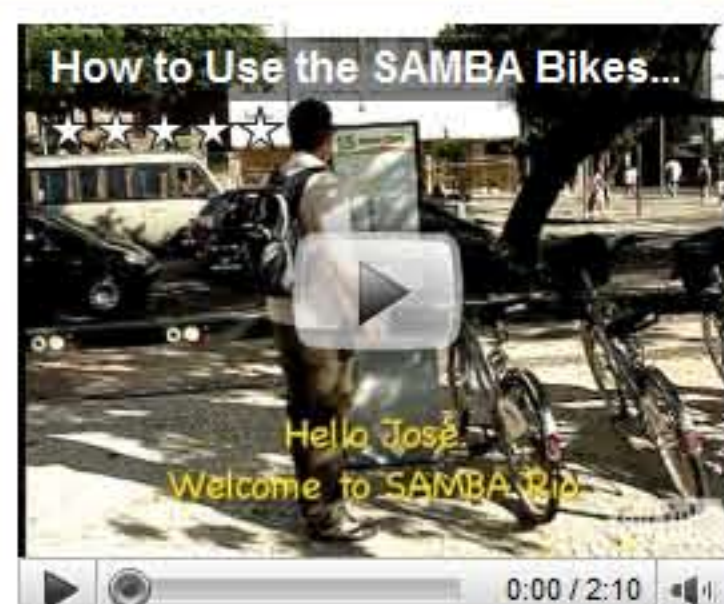 How to Use the SAMBA Bikes...
Hello José.
Welcome to SAMBA Rio
0:00 / 2:10